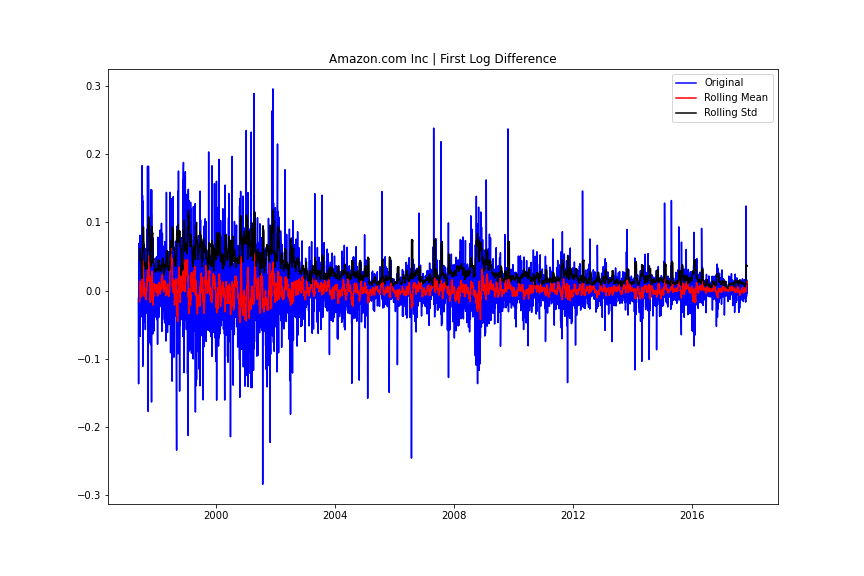 Amazon.com Inc | First Log Difference
Original
Rolling Mean
Rolling Std
0.3
0.2
0.1
0.0
−0.1
−0.2
−0.3
2000 2004 2008 2012 2016